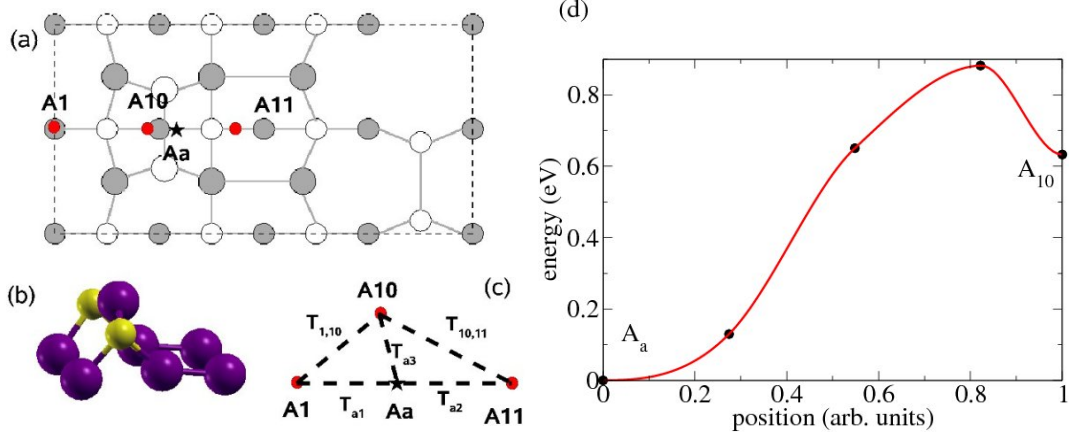 (a)
A1
A10
A11
Aa
(b)
(c)
A10
T1,10
T10,11
Ta3
A1
Ta1
Aa
Ta2
A11
(d)
energy (eV)
0.8
0.6
0.4
0.2
0
Aa
A10
0 0.2 0.4 0.6 0.8 1
position (arb. units)